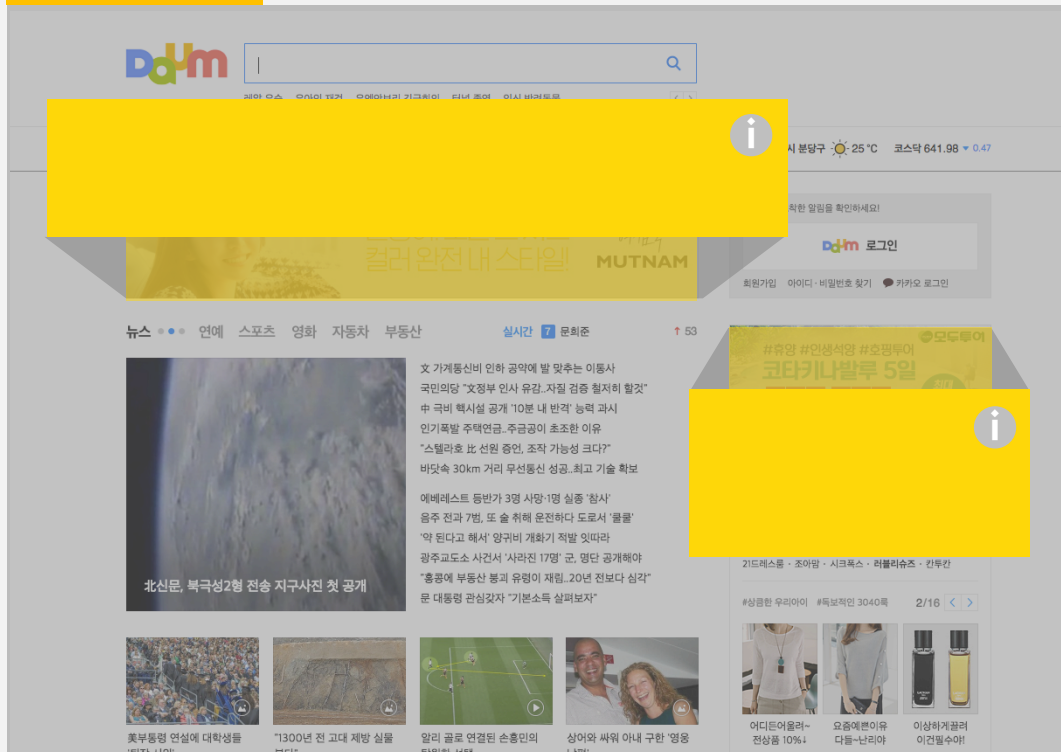 Daum
i
시 분당구 25 °C 코스닥 641.98 ▼ 0.47
착한 알림을 확인하세요!
Daum 로그인
회원가입 아이디 · 비밀번호 찾기 카카오 로그인
컬러 완전 내 스타일!
MUTNAM
뉴스 연예 스포츠 영화 자동차 부동산
실시간 7 문희준 ↑ 53
모두투어
#휴양 #인생석양 #호핑투어
코타키나발루 5일
文 가계통신비 인하 공약에 발 맞추는 이동사
국민의당 "文정부 인사 유감..자질 검증 철저히 할것"
中 극비 핵시설 공개 '10분 내 반격' 능력 과시
인기폭발 주택연금..주금공이 초조한 이유
"스텔라호 比 선원 증언, 조작 가능성 크다?"
바닷속 30km 거리 무선통신 성공..최고 기술 확보
에베레스트 등반가 3명 사망·1명 실종 '참사'
음주 전과 7범, 또 술 취해 운전하다 도로서 '쿨쿨'
'약 된다고 해서' 양귀비 개화기 적발 잇따라
광주교도소 사건서 '사라진 17명' 군, 명단 공개해야
"홍콩에 부동산 붕괴 유령이 재림..20년 전보다 심각"
문 대통령 관심갖자 "기본소득 살펴보자"
北신문, 북극성2형 전송 지구사진 첫 공개
i
21드레스룸 · 조아맘 · 시크폭스 · 러블리슈즈 · 칸투칸
#상큼한 우리아이 #독보적인 3040룩 2/16
어디든어울려~
전상품 10%↓
요즘예쁜이유
다들~난리야
이상하게끌려
이건필수야!
美부통령 연설에 대학생들
"1300년 전 고대 제방 실물
알리 골로 연결된 손흥민의
상어와 싸워 아내 구한 '영웅